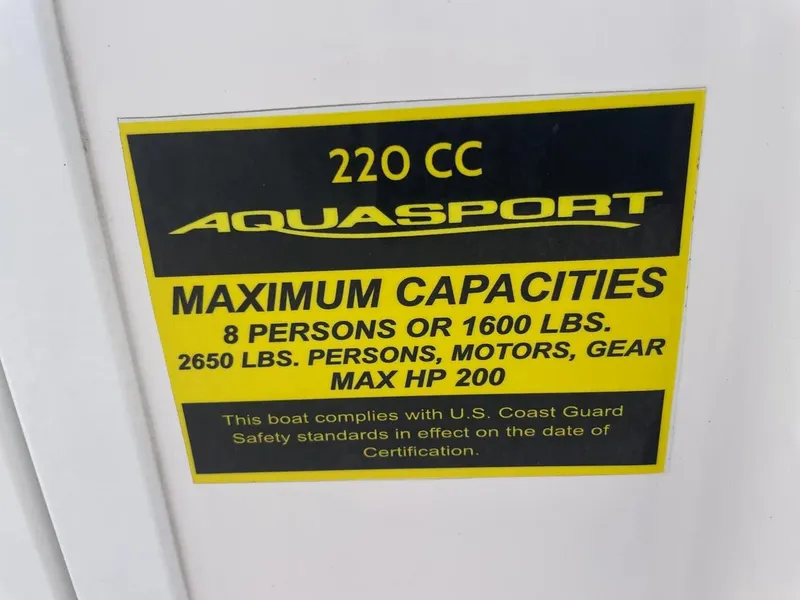 220 CC
AQUASPORT
MAXIMUM CAPACITIES
8 PERSONS OR 1600 LBS.
2650 LBS. PERSONS, MOTORS, GEAR
MAX HP 200
This boat complies with U.S. Coast Guard
Safety standards in effect on the date of
Certification.